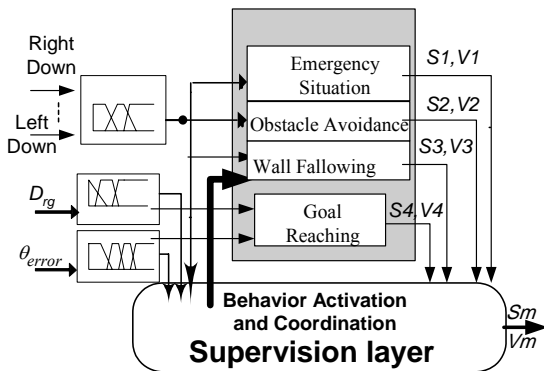 Right
Down
Left
Down
D_rg
θ_error
Emergency
Situation
Obstacle Avoidance
Wall Fallowing
Goal
Reaching
S1,V1
S2,V2
S3,V3
S4,V4
Behavior Activation
and Coordination
Supervision layer
Sm
Vm